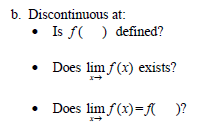 b. Discontinuous at:
• Is f( ) defined?
• Does lim f(x) exists?
x→
• Does lim f(x)=f( )?
x→